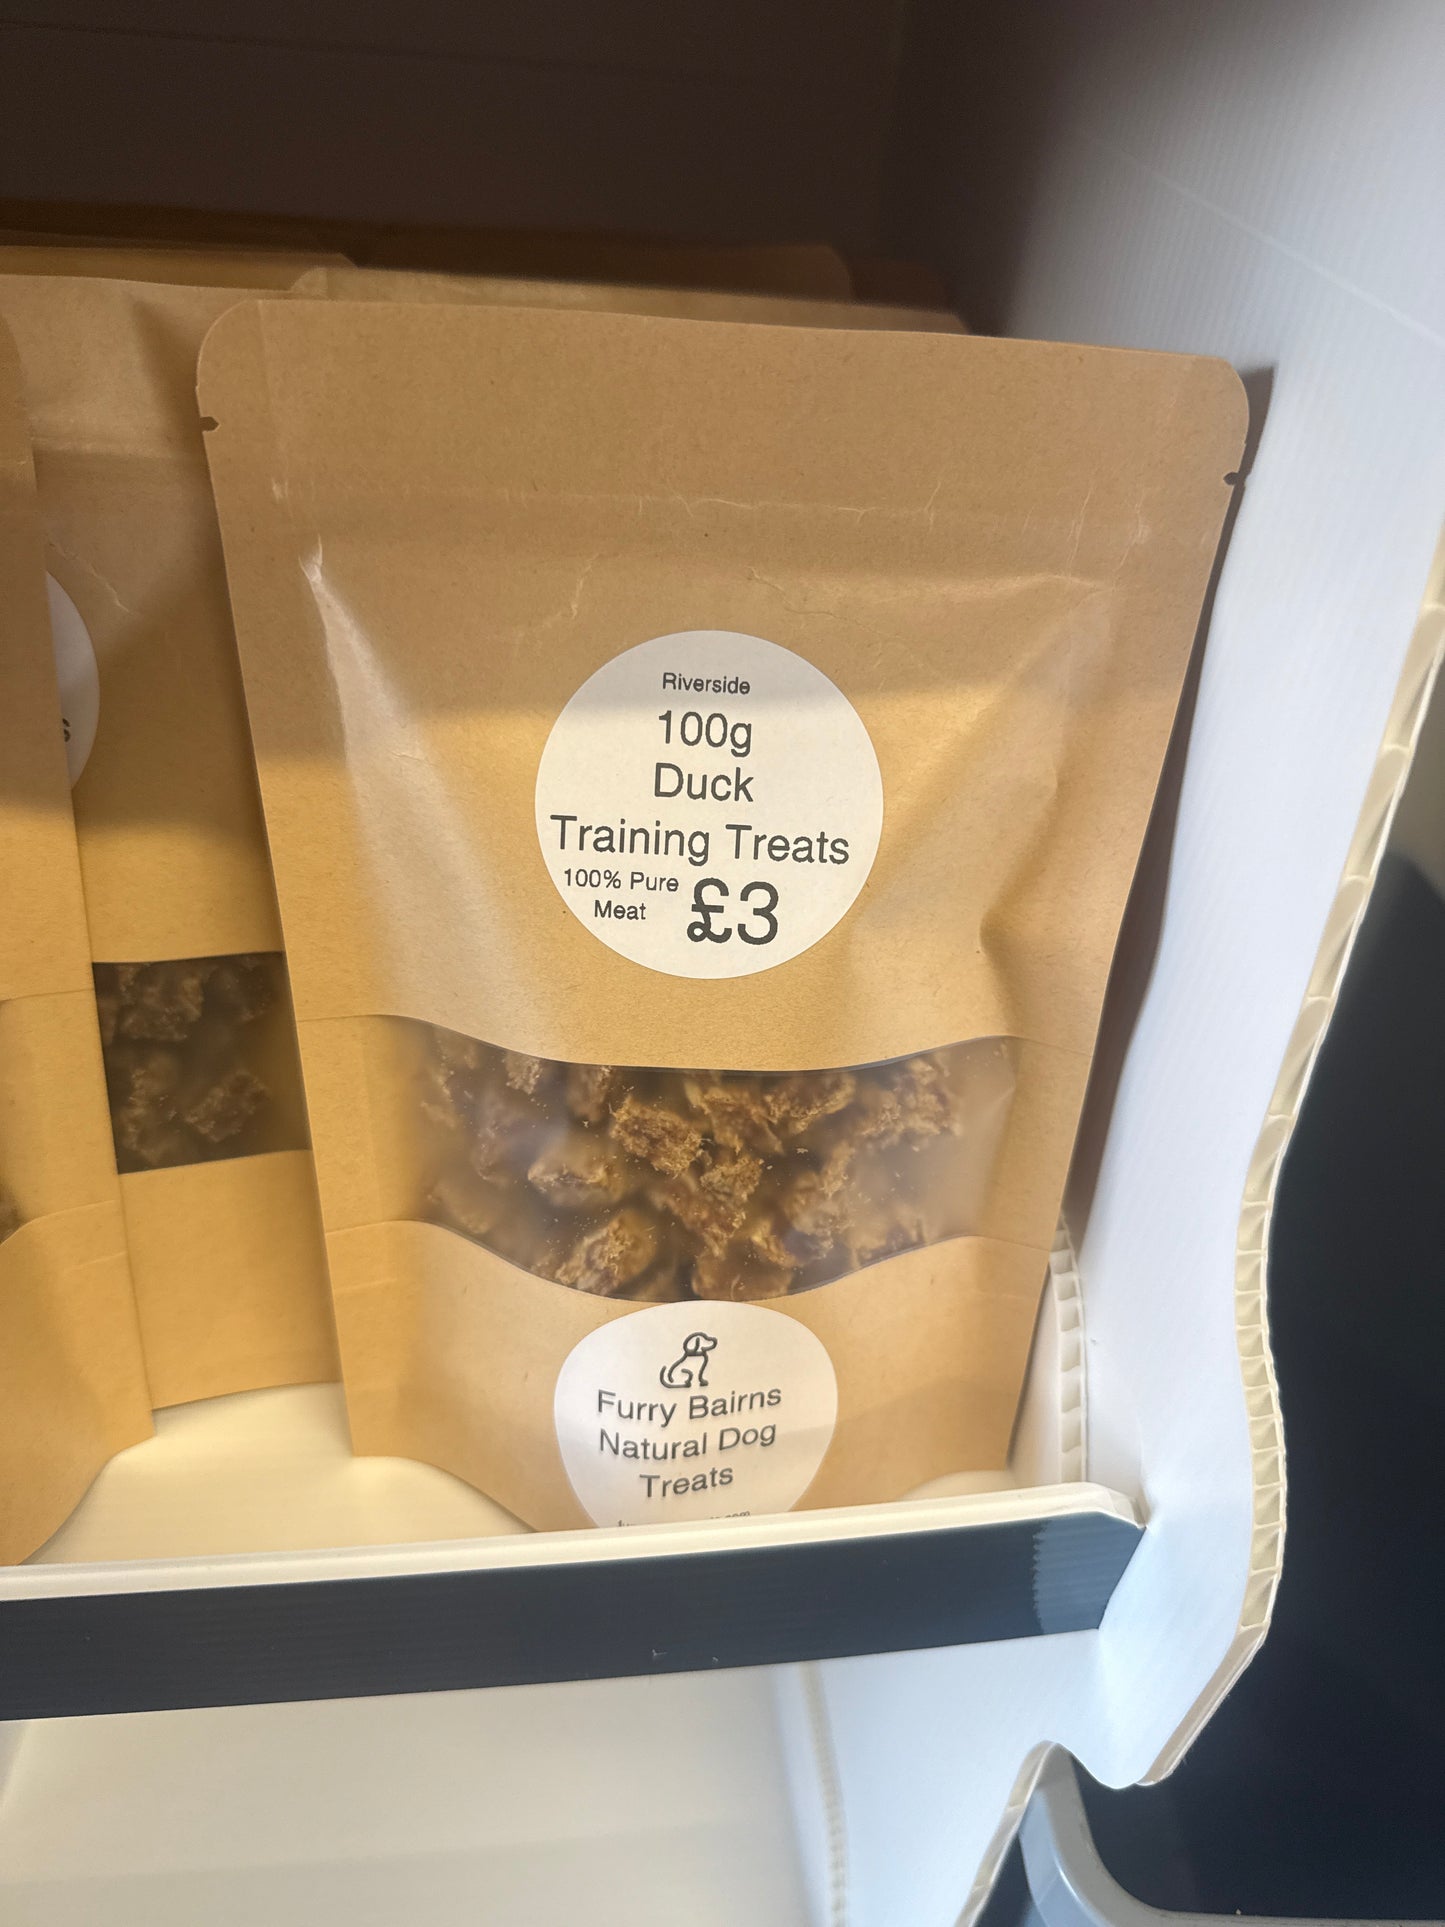 Riverside
100g
Duck
Training Treats
100% Pure
Meat £3
Furry Bairns
Natural Dog
Treats